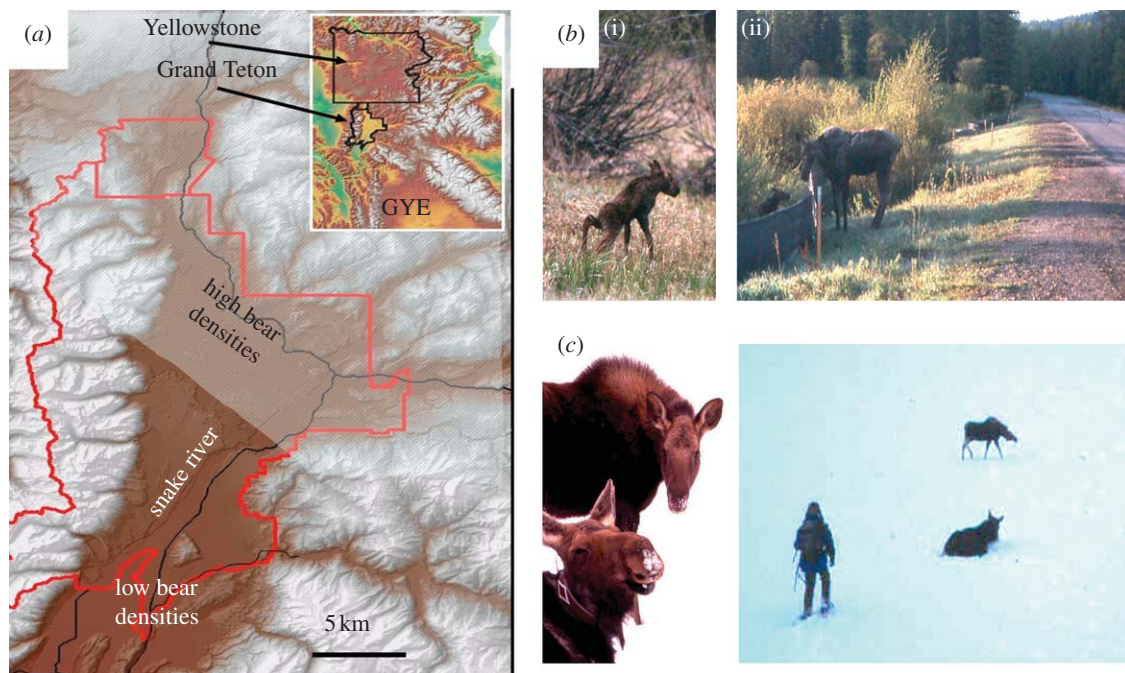 (a)
Yellowstone
Grand Teton
GYE
high bear
densities
snake river
low bear
densities
5 km
(b)
(i)
(ii)
(c)